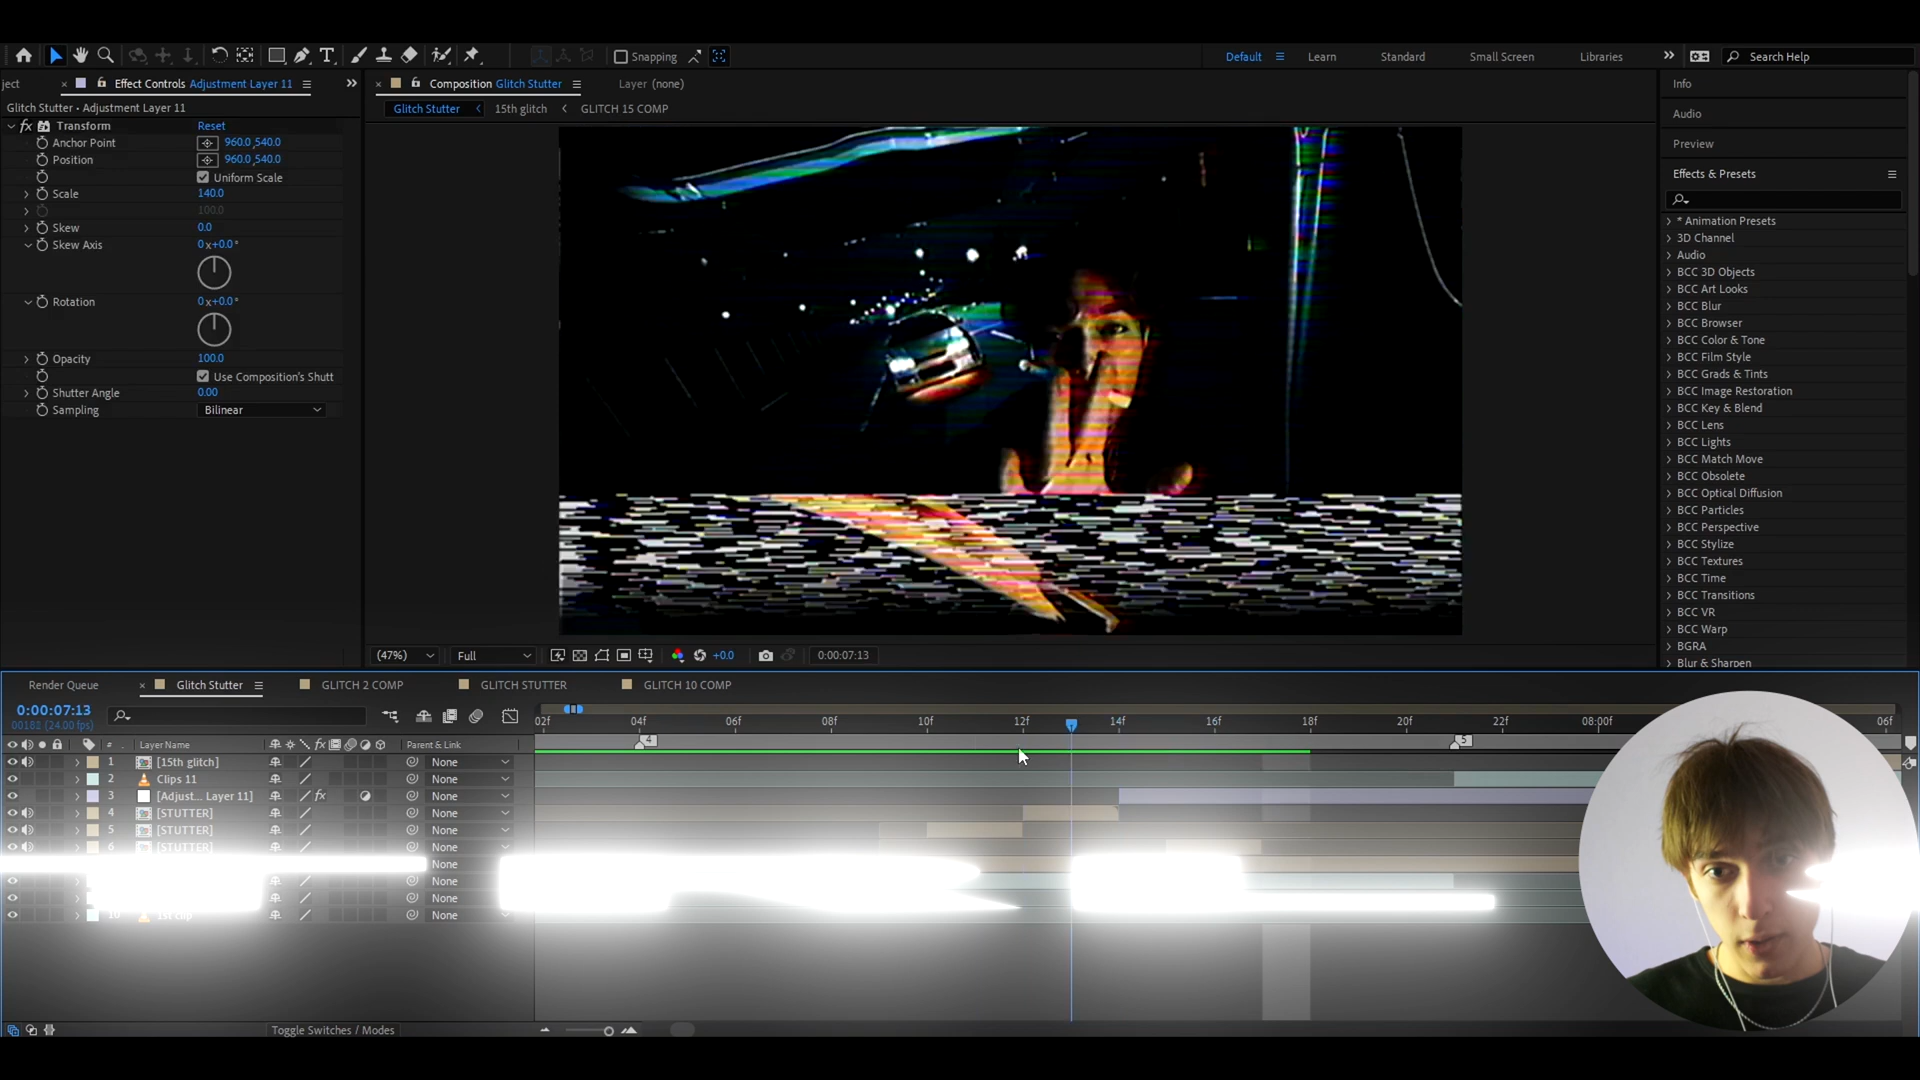 Snapping
Default
Learn
Standard
Small Screen
Libraries
Search Help
ject
Effect Controls Adjustment Layer 11
Composition Glitch Stutter
Layer (none)
Info
Glitch Stutter • Adjustment Layer 11
Glitch Stutter
15th glitch
GLITCH 15 COMP
Audio
fx Transform Reset
Anchor Point 960.0,540.0
Position 960.0,540.0
Uniform Scale
Scale 140.0
100.0
Skew 0.0
Skew Axis 0x+0.0°
Rotation 0x+0.0°
Opacity 100.0
Use Composition's Shutt
Shutter Angle 0.00
Sampling Bilinear
Preview
Effects & Presets
* Animation Presets
3D Channel
Audio
BCC 3D Objects
BCC Art Looks
BCC Blur
BCC Browser
BCC Color & Tone
BCC Film Style
BCC Grads & Tints
BCC Image Restoration
BCC Key & Blend
BCC Lens
BCC Lights
BCC Match Move
BCC Obsolete
BCC Optical Diffusion
BCC Particles
BCC Perspective
BCC Stylize
BCC Textures
BCC Time
BCC Transitions
BCC VR
BCC Warp
BGRA
Blur & Sharpen
(47%) Full +0.0 0:00:07:13
Render Queue
Glitch Stutter
GLITCH 2 COMP
GLITCH STUTTER
GLITCH 10 COMP
0:00:07:13
00182 (24.00 fps)
02f 04f 06f 08f 10f 12f 14f 16f 18f 20f 22f 08:00f 06f
# Layer Name fx Parent & Link
4 5
1 [15th glitch] None
2 Clips 11 None
3 [Adjust... Layer 11] fx None
4 [STUTTER] None
5 [STUTTER] None
6 [STUTTER] None
None
None
None
10 1st clip None
Toggle Switches / Modes